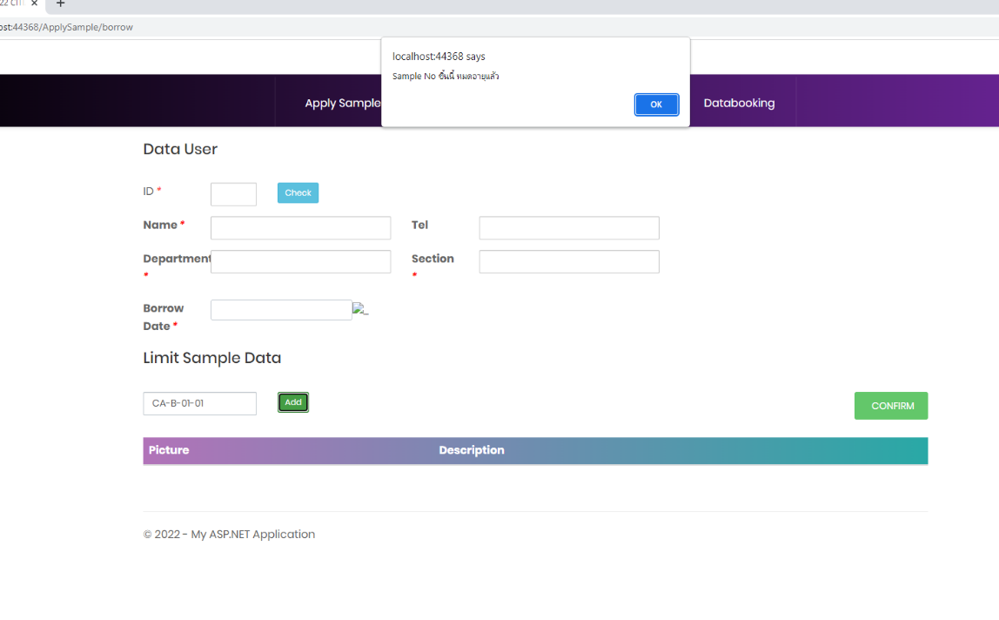 22 CIT
ost:44368/ApplySample/borrow
localhost:44368 says
Sample No ชิ้นนี้ หมดอายุแล้ว
OK
Apply Sample
Databooking
Data User
ID *
Check
Name *
Tel
Department
*
Section
*
Borrow
Date *
...
Limit Sample Data
CA-B-01-01
Add
CONFIRM
Picture
Description
© 2022 - My ASP.NET Application